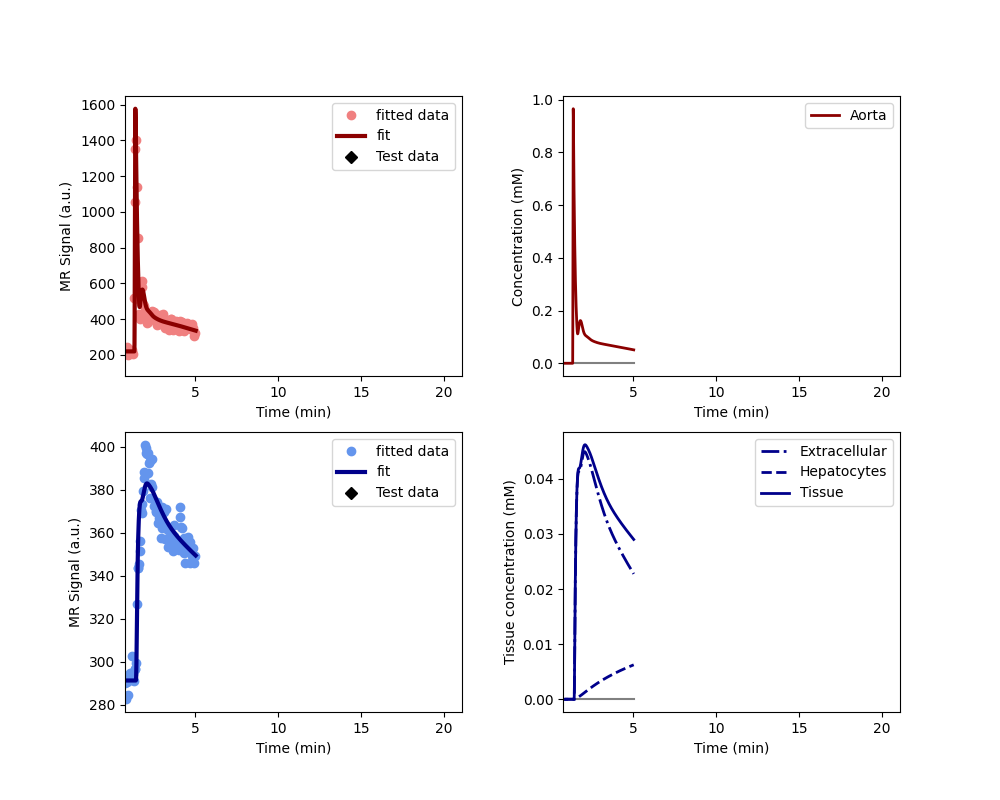 1600
1400
1200
1000
800
600
400
200
MR Signal (a.u.)
fitted data
fit
Test data
5
10
15
20
Time (min)
1.0
0.8
0.6
0.4
0.2
0.0
Concentration (mM)
Aorta
5
10
15
20
Time (min)
400
380
360
340
320
300
280
MR Signal (a.u.)
fitted data
fit
Test data
5
10
15
20
Time (min)
0.04
0.03
0.02
0.01
0.00
Tissue concentration (mM)
Extracellular
Hepatocytes
Tissue
5
10
15
20
Time (min)